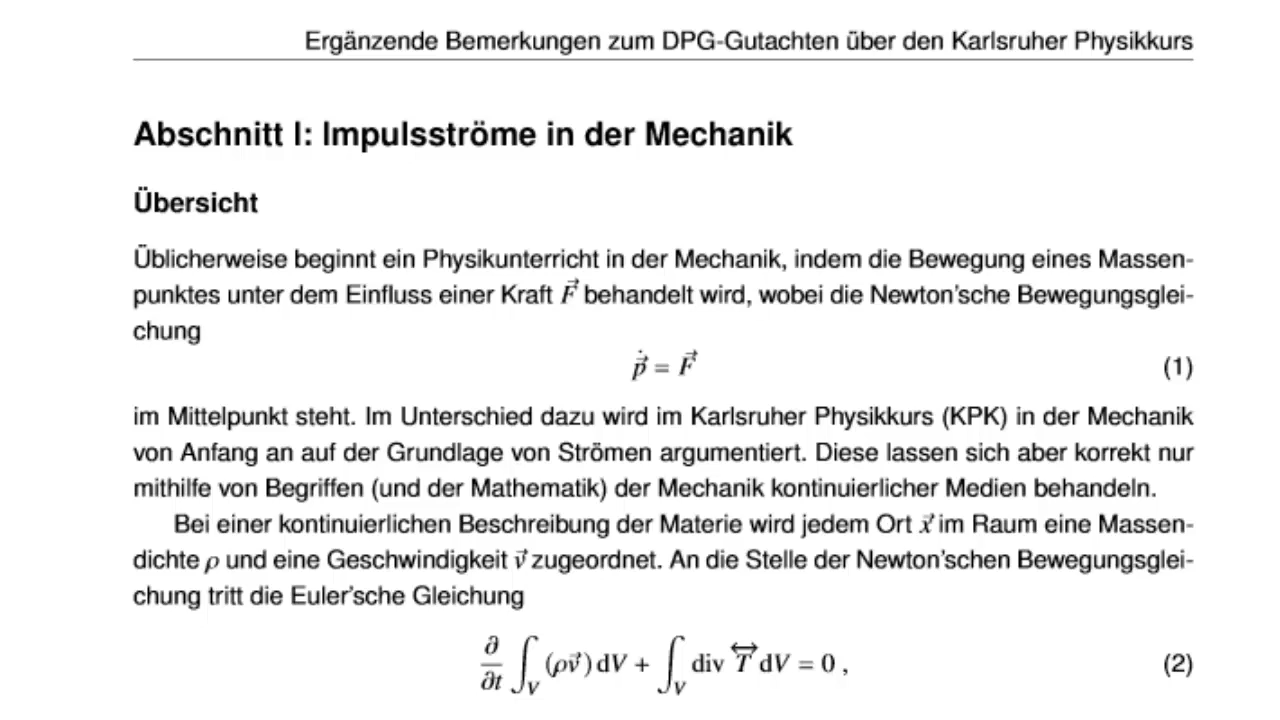 Ergänzende Bemerkungen zum DPG-Gutachten über den Karlsruher Physikkurs
Abschnitt I: Impulsströme in der Mechanik
Übersicht
Üblicherweise beginnt ein Physikunterricht in der Mechanik, indem die Bewegung eines Massen-
punktes unter dem Einfluss einer Kraft F⃗ behandelt wird, wobei die Newton'sche Bewegungsglei-
chung
ṗ⃗ = F⃗ (1)
im Mittelpunkt steht. Im Unterschied dazu wird im Karlsruher Physikkurs (KPK) in der Mechanik
von Anfang an auf der Grundlage von Strömen argumentiert. Diese lassen sich aber korrekt nur
mithilfe von Begriffen (und der Mathematik) der Mechanik kontinuierlicher Medien behandeln.
Bei einer kontinuierlichen Beschreibung der Materie wird jedem Ort x⃗ im Raum eine Massen-
dichte ρ und eine Geschwindigkeit v⃗ zugeordnet. An die Stelle der Newton'schen Bewegungsglei-
chung tritt die Euler'sche Gleichung
∂/∂t ∫_V (ρv⃗) dV + ∫_V div T⃡ dV = 0 , (2)